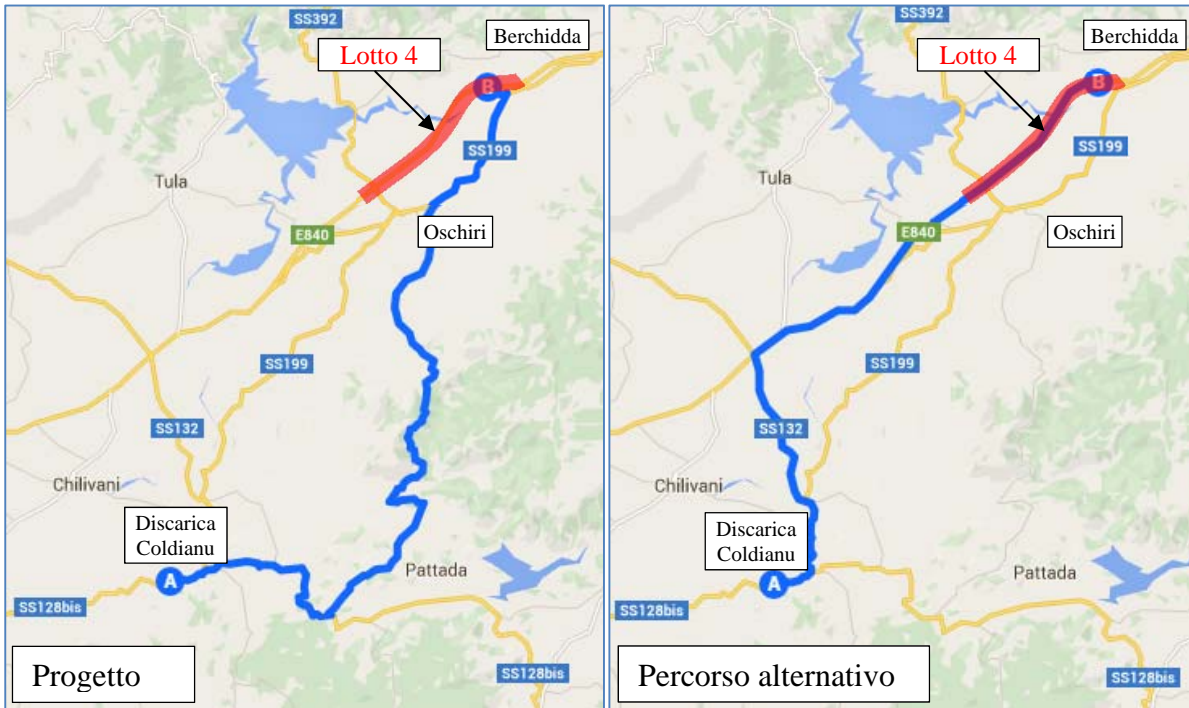 SS392
Berchidda
Lotto 4
B
SS199
Tula
E840
Oschiri
SS199
SS132
Chilivani
Discarica
Coldianu
A
Pattada
SS128bis
SS128bis
Progetto
SS392
Berchidda
Lotto 4
B
SS199
Tula
E840
Oschiri
SS199
SS132
Chilivani
Discarica
Coldianu
A
Pattada
SS128bis
SS128bis
Percorso alternativo